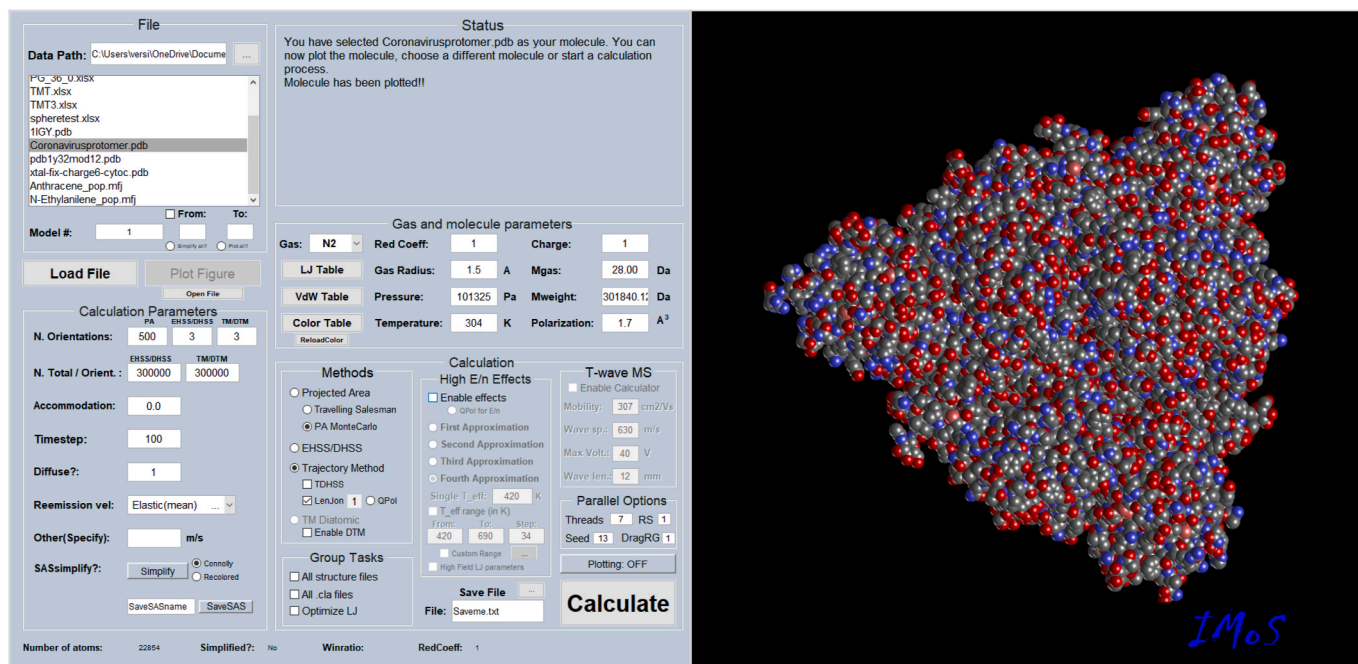 File
Data Path: C:\Users\versi\OneDrive\Docume ...
PG_36_0.xlsx
TMT.xlsx
TMT3.xlsx
spheretest.xlsx
1IGY.pdb
Coronavirusprotomer.pdb
pdb1y32mod12.pdb
xtal-fix-charge6-cytoc.pdb
Anthracene_pop.mfj
N-Ethylanilene_pop.mfj
From: To:
Model #: 1
Simplify all? Plot all?
Load File Plot Figure
Open File
Calculation Parameters
PA EHSS/DHSS TM/DTM
N. Orientations: 500 3 3
EHSS/DHSS TM/DTM
N. Total / Orient. : 300000 300000
Accommodation: 0.0
Timestep: 100
Diffuse?: 1
Reemission vel: Elastic(mean) ...
Other(Specify): m/s
SASsimplify?: Simplify Connolly
Recolored
SaveSASname SaveSAS
Status
You have selected Coronavirusprotomer.pdb as your molecule. You can
now plot the molecule, choose a different molecule or start a calculation
process.
Molecule has been plotted!!
Gas and molecule parameters
Gas: N2 Red Coeff: 1 Charge: 1
LJ Table Gas Radius: 1.5 A Mgas: 28.00 Da
VdW Table Pressure: 101325 Pa Mweight: 301840.12 Da
Color Table Temperature: 304 K Polarization: 1.7 A^3
ReloadColor
Calculation
Methods
Projected Area
Travelling Salesman
PA MonteCarlo
EHSS/DHSS
Trajectory Method
TDHSS
LenJon 1 QPol
TM Diatomic
Enable DTM
Group Tasks
All structure files
All .cla files
Optimize LJ
High E/n Effects
Enable effects
QPol for E/n
First Approximation
Second Approximation
Third Approximation
Fourth Approximation
Single T_eff: 420 K
T_eff range (in K)
From: To: Step:
420 690 34
Custom Range ...
High Field LJ parameters
Save File ...
File: Saveme.txt
T-wave MS
Enable Calculator
Mobility: 307 cm2/Vs
Wave sp.: 630 m/s
Max Volt.: 40 V
Wave len.: 12 mm
Parallel Options
Threads 7 RS 1
Seed 13 DragRG 1
Plotting: OFF
Calculate
Number of atoms: 22854 Simplified?: No Winratio: RedCoeff: 1
IMoS